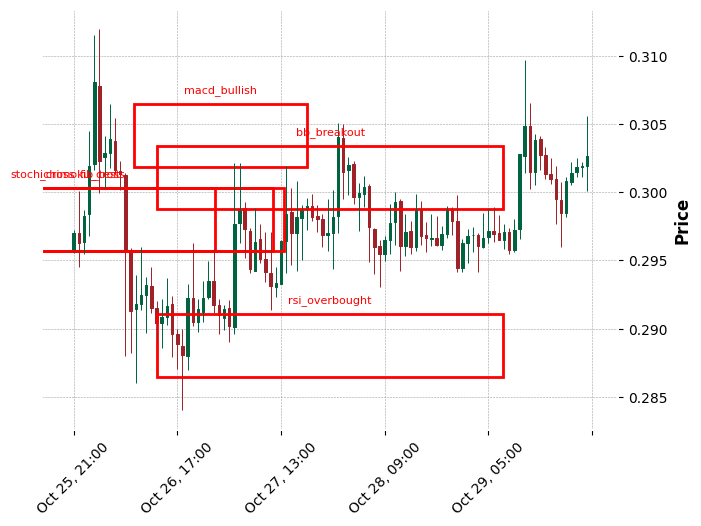 macd_bullish
bb_breakout
rsi_overbought
0.310
0.305
0.300
0.295
0.290
0.285
Price
Oct 25, 21:00
Oct 26, 17:00
Oct 27, 13:00
Oct 28, 09:00
Oct 29, 05:00